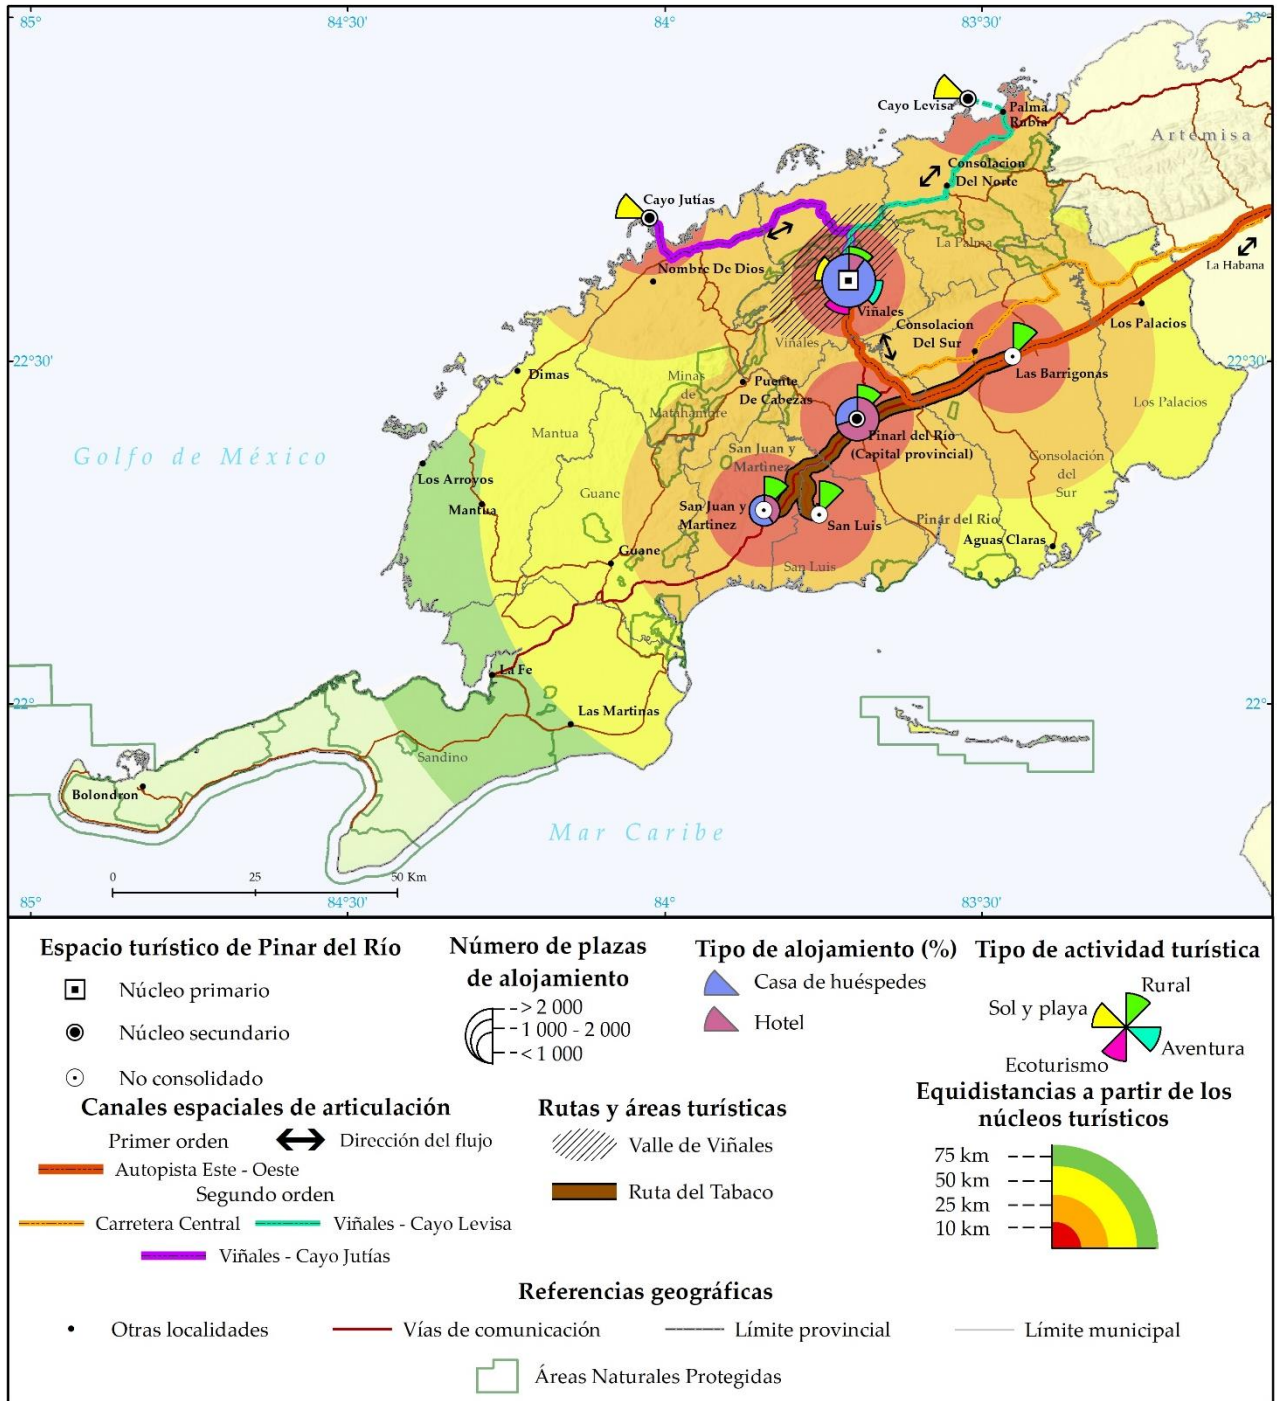 85°
84°30'
84°
83°30'
23°
Cayo Levisa
Palma
Rubia
Artemisa
Consolacion
Del Norte
Cayo Jutías
La Palma
La Habana
Nombre De Dios
Viñales
Consolacion
Del Sur
Los Palacios
22°30'
22°30'
Viñales
Las Barrigonas
Dimas
Minas
de
Matahambre
Puente
De Cabezas
Los Palacios
Mantua
Pinarl del Río
(Capital provincial)
Golfo de México
San Juan y
Martinez
Consolación
del
Sur
Los Arroyos
Guane
Mantua
San Juan y
Martinez
San Luis
Pinar del Rio
Aguas Claras
Guane
San Luis
La Fe
22°
22°
Las Martinas
Sandino
Bolondron
Mar Caribe
0
25
50 Km
85°
84°30'
84°
83°30'
Espacio turístico de Pinar del Río
Núcleo primario
Núcleo secundario
No consolidado
Número de plazas
de alojamiento
> 2 000
1 000 - 2 000
< 1 000
Tipo de alojamiento (%)
Casa de huéspedes
Hotel
Tipo de actividad turística
Rural
Sol y playa
Aventura
Ecoturismo
Canales espaciales de articulación
Primer orden
Dirección del flujo
Autopista Este - Oeste
Segundo orden
Carretera Central
Viñales - Cayo Levisa
Viñales - Cayo Jutías
Rutas y áreas turísticas
Valle de Viñales
Ruta del Tabaco
Equidistancias a partir de los
núcleos turísticos
75 km
50 km
25 km
10 km
Referencias geográficas
Otras localidades
Vías de comunicación
Límite provincial
Límite municipal
Áreas Naturales Protegidas